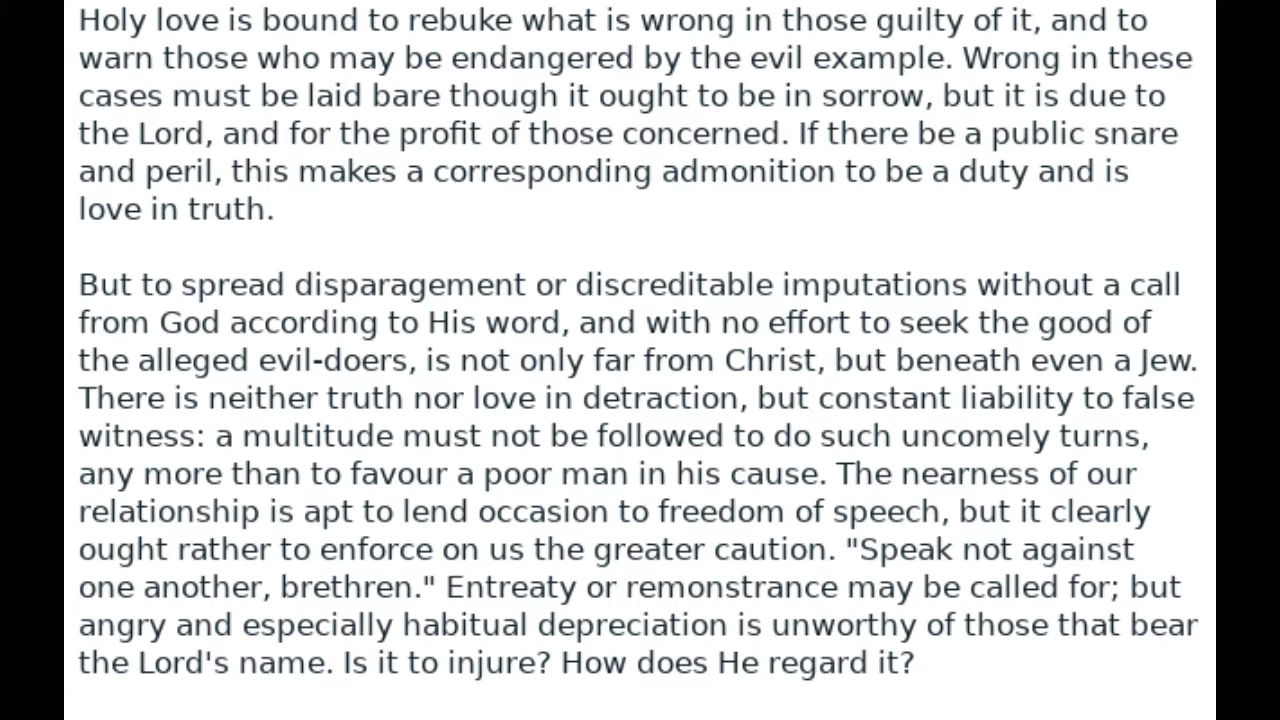 Holy love is bound to rebuke what is wrong in those guilty of it, and to
warn those who may be endangered by the evil example. Wrong in these
cases must be laid bare though it ought to be in sorrow, but it is due to
the Lord, and for the profit of those concerned. If there be a public snare
and peril, this makes a corresponding admonition to be a duty and is
love in truth.
But to spread disparagement or discreditable imputations without a call
from God according to His word, and with no effort to seek the good of
the alleged evil-doers, is not only far from Christ, but beneath even a Jew.
There is neither truth nor love in detraction, but constant liability to false
witness: a multitude must not be followed to do such uncomely turns,
any more than to favour a poor man in his cause. The nearness of our
relationship is apt to lend occasion to freedom of speech, but it clearly
ought rather to enforce on us the greater caution. "Speak not against
one another, brethren." Entreaty or remonstrance may be called for; but
angry and especially habitual depreciation is unworthy of those that bear
the Lord's name. Is it to injure? How does He regard it?